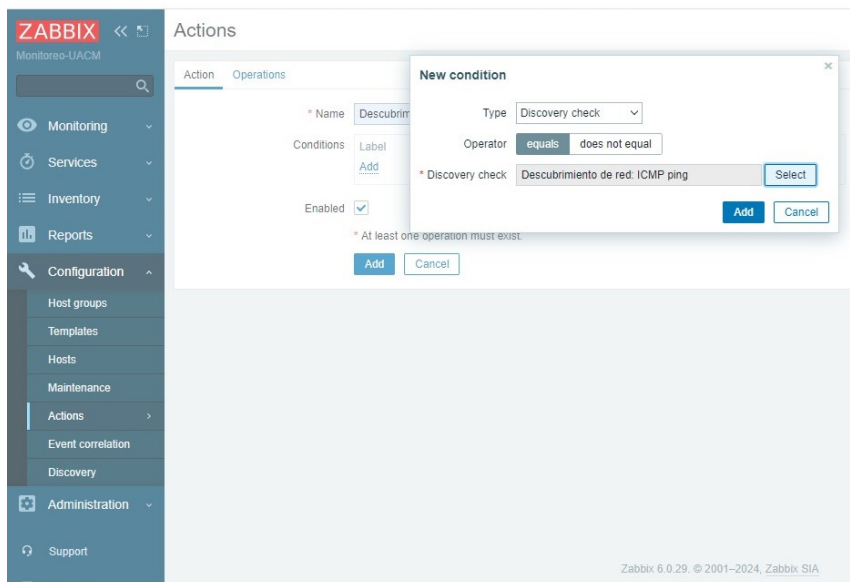 ZABBIX
Monitoreo-UACM
Monitoring
Services
Inventory
Reports
Configuration
Host groups
Templates
Hosts
Maintenance
Actions
Event correlation
Discovery
Administration
Support
Actions
Action Operations
* Name Descubrim
Conditions Label
Add
Enabled
* At least one operation must exist.
Add Cancel
New condition
Type Discovery check
Operator equals does not equal
* Discovery check Descubrimiento de red: ICMP ping Select
Add Cancel
Zabbix 6.0.29. © 2001–2024, Zabbix SIA